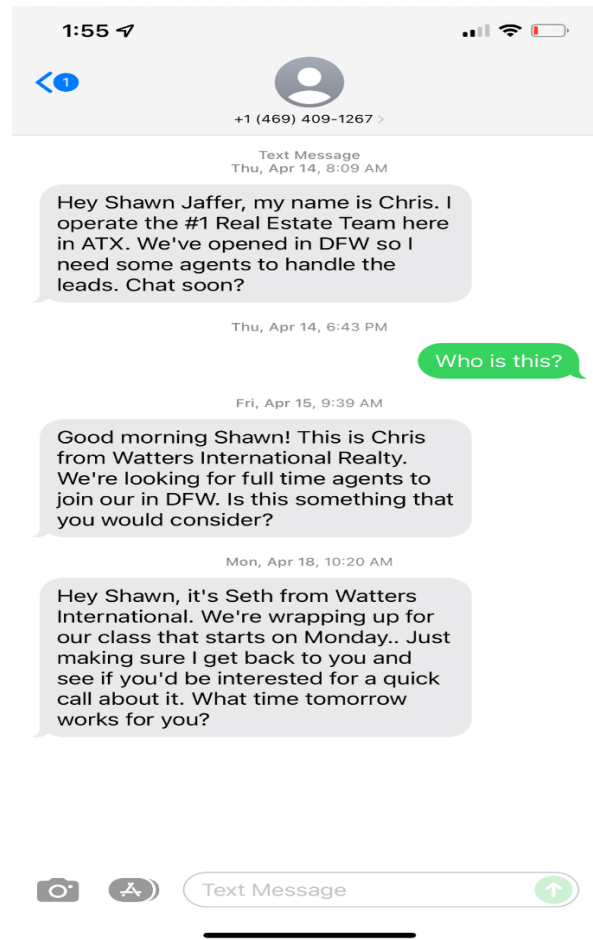 1:55
1
+1 (469) 409-1267 >
Text Message
Thu, Apr 14, 8:09 AM
Hey Shawn Jaffer, my name is Chris. I
operate the #1 Real Estate Team here
in ATX. We've opened in DFW so I
need some agents to handle the
leads. Chat soon?
Thu, Apr 14, 6:43 PM
Who is this?
Fri, Apr 15, 9:39 AM
Good morning Shawn! This is Chris
from Watters International Realty.
We're looking for full time agents to
join our in DFW. Is this something that
you would consider?
Mon, Apr 18, 10:20 AM
Hey Shawn, it's Seth from Watters
International. We're wrapping up for
our class that starts on Monday.. Just
making sure I get back to you and
see if you'd be interested for a quick
call about it. What time tomorrow
works for you?
Text Message